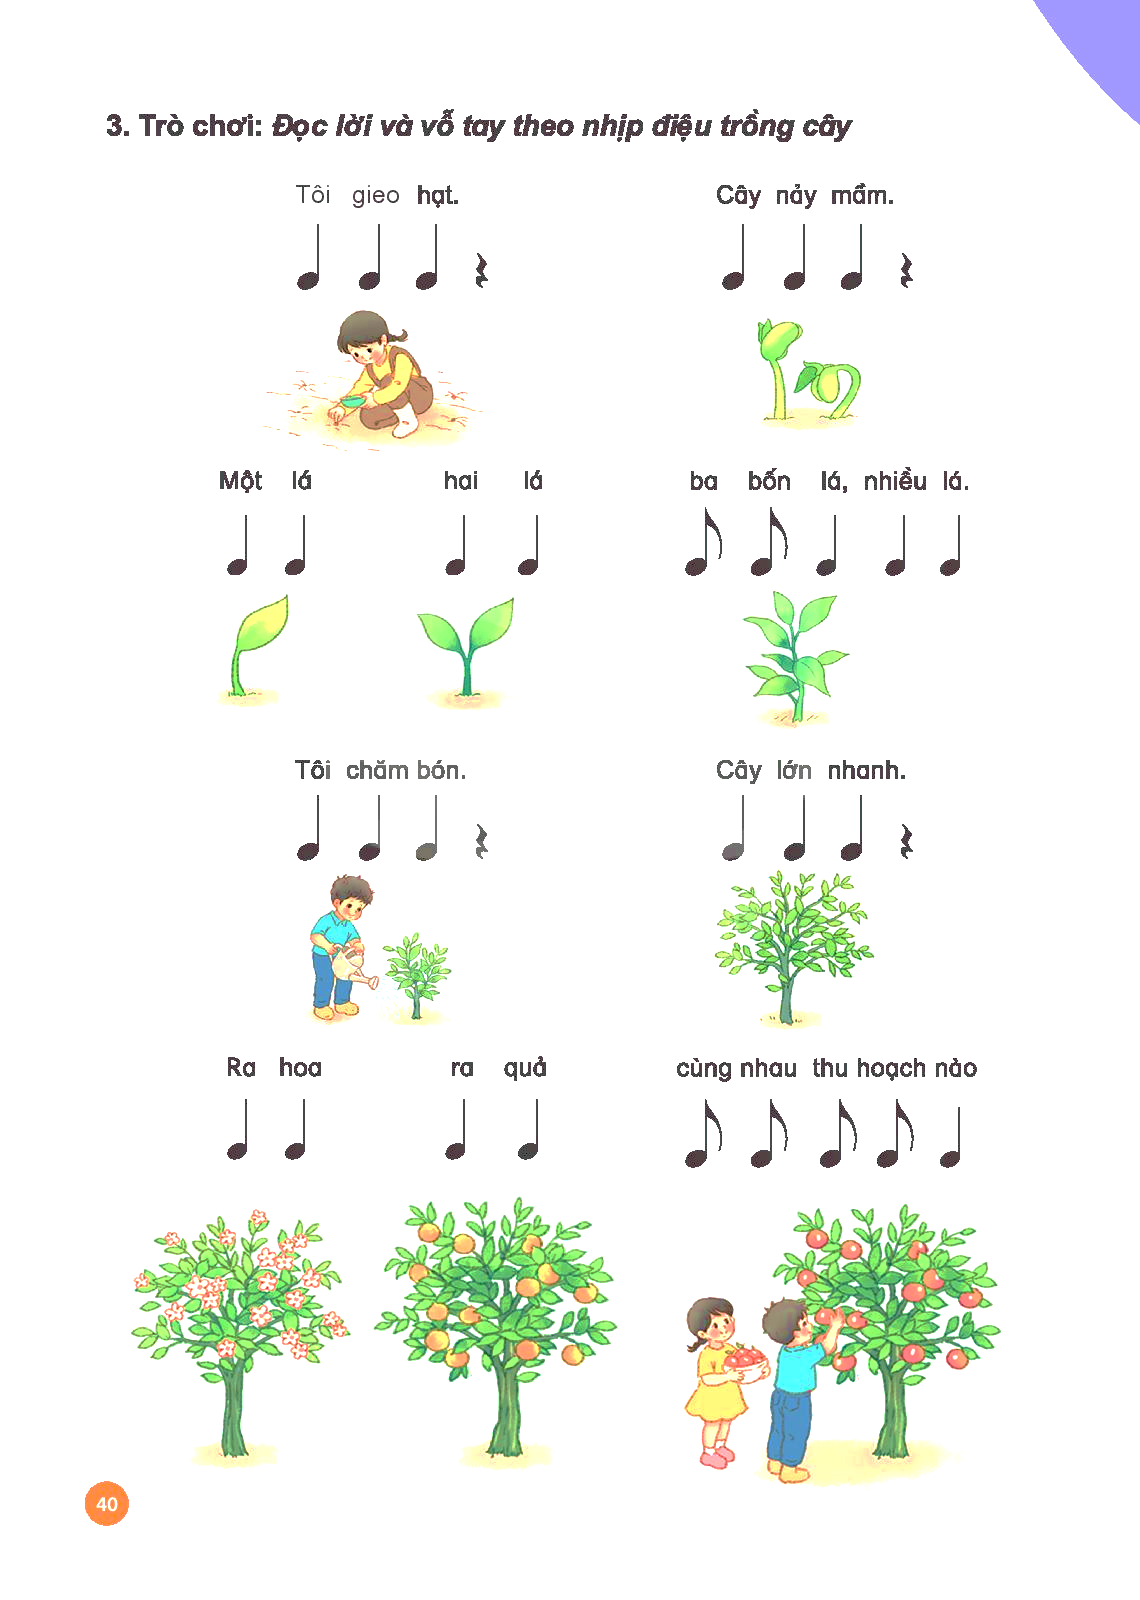 3. Trò chơi: Đọc lời và vỗ tay theo nhịp điệu trồng cây
Tôi gieo hạt. Cây nảy mầm.
Một lá hai lá ba bốn lá, nhiều lá.
Tôi chăm bón. Cây lớn nhanh.
Ra hoa ra quả cùng nhau thu hoạch nào
40